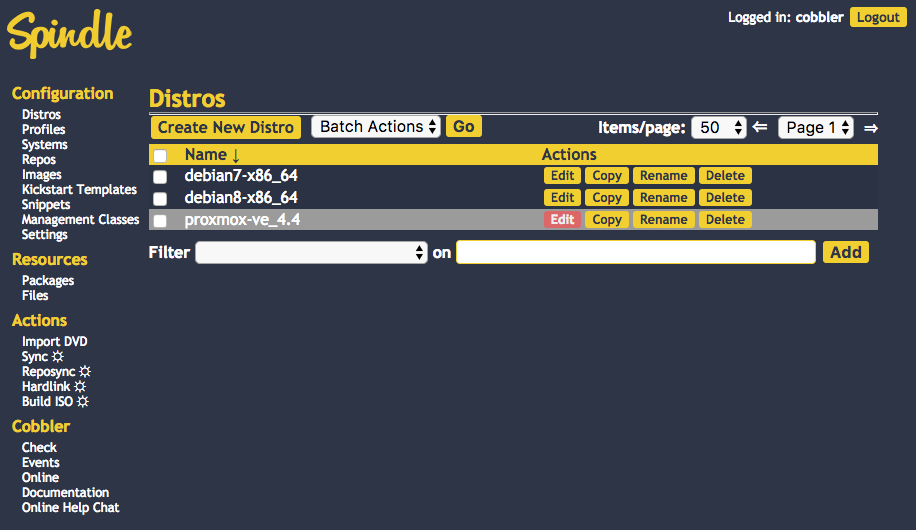 Spindle
Logged in: cobbler Logout
Configuration
Distros
Profiles
Systems
Repos
Images
Kickstart Templates
Snippets
Management Classes
Settings
Resources
Packages
Files
Actions
Import DVD
Sync ☼
Reposync ☼
Hardlink ☼
Build ISO ☼
Cobbler
Check
Events
Online
Documentation
Online Help Chat
Distros
Create New Distro Batch Actions Go Items/page: 50 ⇐ Page 1 ⇒
Name ↓ Actions
debian7-x86_64 Edit Copy Rename Delete
debian8-x86_64 Edit Copy Rename Delete
proxmox-ve_4.4 Edit Copy Rename Delete
Filter on Add